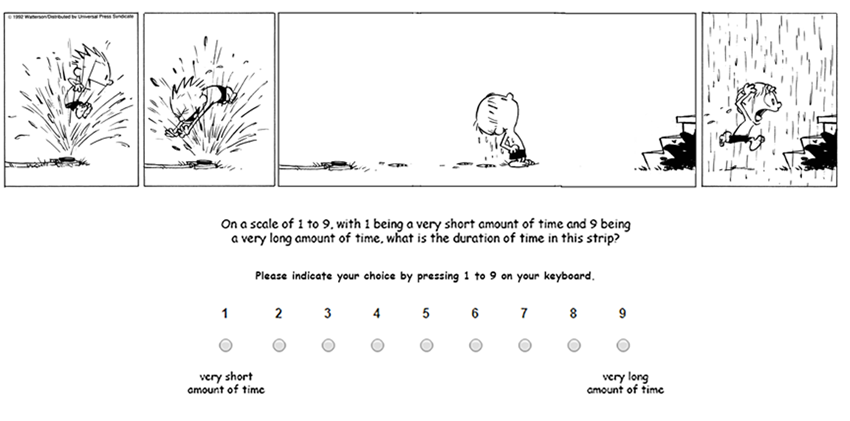 © 1992 Watterson/Distributed by Universal Press Syndicate
On a scale of 1 to 9, with 1 being a very short amount of time and 9 being
a very long amount of time, what is the duration of time in this strip?
Please indicate your choice by pressing 1 to 9 on your keyboard.
1 2 3 4 5 6 7 8 9
very short very long
amount of time amount of time